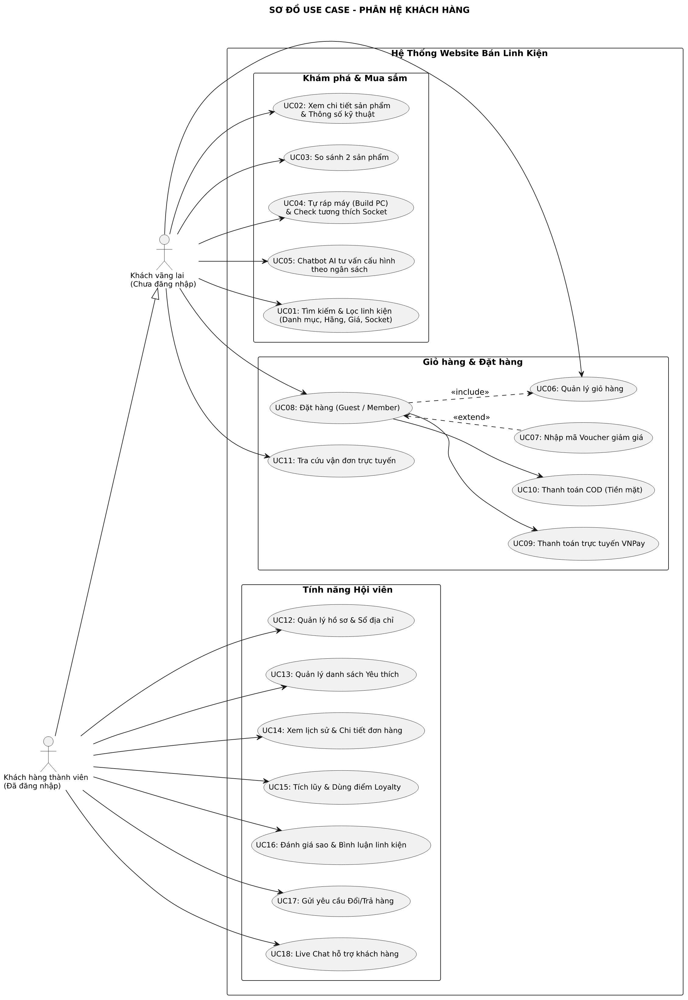 SƠ ĐỒ USE CASE - PHÂN HỆ KHÁCH HÀNG
Hệ Thống Website Bán Linh Kiện
Khám phá & Mua sắm
UC02: Xem chi tiết sản phẩm
& Thông số kỹ thuật
UC03: So sánh 2 sản phẩm
UC04: Tự ráp máy (Build PC)
& Check tương thích Socket
UC05: Chatbot AI tư vấn cấu hình
theo ngân sách
Khách vãng lai
(Chưa đăng nhập)
UC01: Tìm kiếm & Lọc linh kiện
(Danh mục, Hãng, Giá, Socket)
Giỏ hàng & Đặt hàng
«include»
UC06: Quản lý giỏ hàng
UC08: Đặt hàng (Guest / Member)
«extend»
UC07: Nhập mã Voucher giảm giá
UC11: Tra cứu vận đơn trực tuyến
UC10: Thanh toán COD (Tiền mặt)
UC09: Thanh toán trực tuyến VNPay
Tính năng Hội viên
UC12: Quản lý hồ sơ & Sổ địa chỉ
UC13: Quản lý danh sách Yêu thích
UC14: Xem lịch sử & Chi tiết đơn hàng
Khách hàng thành viên
(Đã đăng nhập)
UC15: Tích lũy & Dùng điểm Loyalty
UC16: Đánh giá sao & Bình luận linh kiện
UC17: Gửi yêu cầu Đổi/Trả hàng
UC18: Live Chat hỗ trợ khách hàng